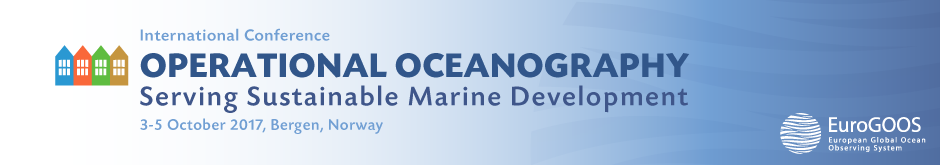 International Conference
OPERATIONAL OCEANOGRAPHY
Serving Sustainable Marine Development
3-5 October 2017, Bergen, Norway
EuroGOOS
European Global Ocean
Observing System